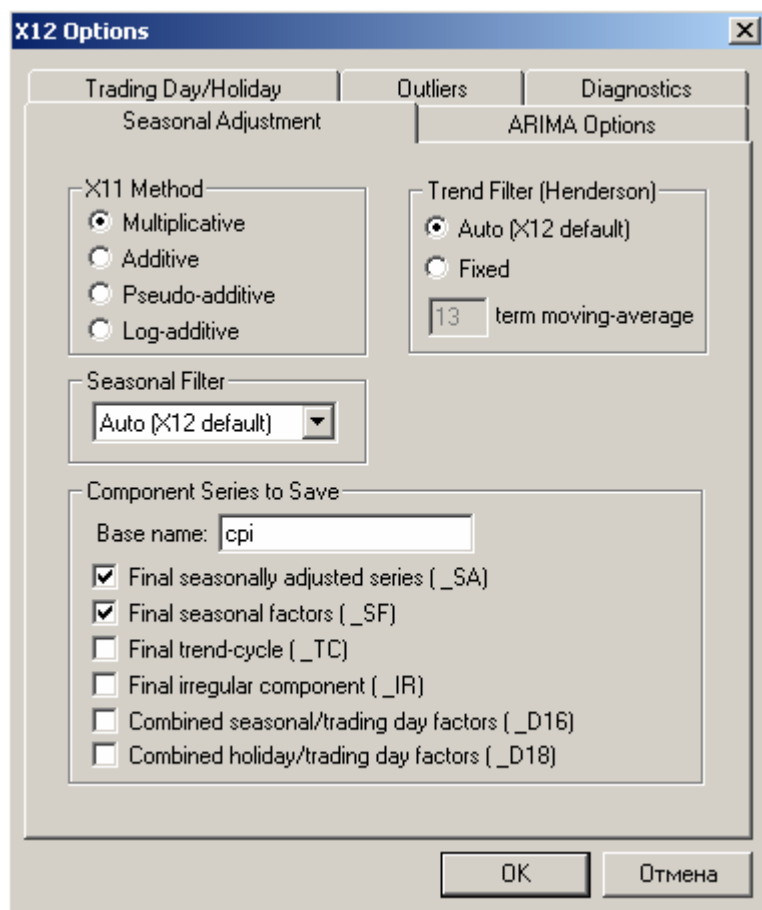 X12 Options
Trading Day/Holiday
Outliers
Diagnostics
Seasonal Adjustment
ARIMA Options
X11 Method
Multiplicative
Additive
Pseudo-additive
Log-additive
Trend Filter (Henderson)
Auto (X12 default)
Fixed
13 term moving-average
Seasonal Filter
Auto (X12 default)
Component Series to Save
Base name: cpi
Final seasonally adjusted series ( _SA)
Final seasonal factors ( _SF)
Final trend-cycle ( _TC)
Final irregular component ( _IR)
Combined seasonal/trading day factors ( _D16)
Combined holiday/trading day factors ( _D18)
OK
Отмена